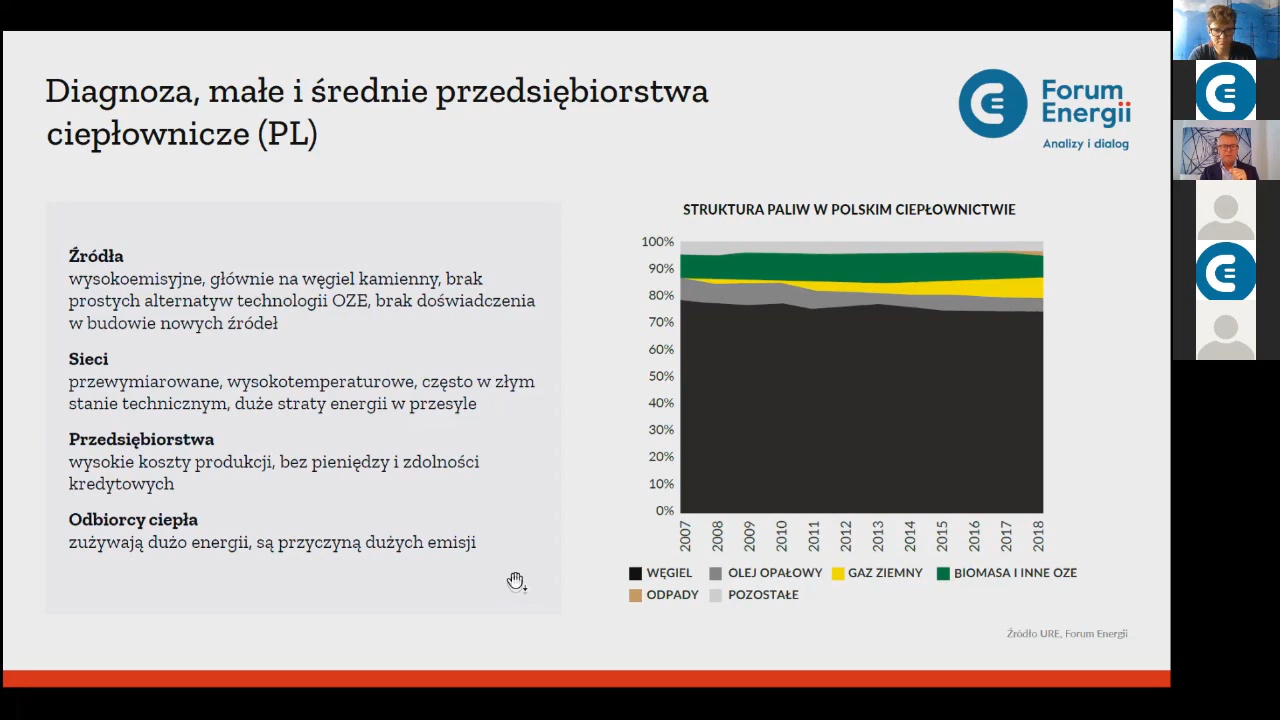 Diagnoza, małe i średnie przedsiębiorstwa
ciepłownicze (PL)
Forum
Energii
Analizy i dialog
Źródła
wysokoemisyjne, głównie na węgiel kamienny, brak
prostych alternatyw technologii OZE, brak doświadczenia
w budowie nowych źródeł
Sieci
przewymiarowane, wysokotemperaturowe, często w złym
stanie technicznym, duże straty energii w przesyle
Przedsiębiorstwa
wysokie koszty produkcji, bez pieniędzy i zdolności
kredytowych
Odbiorcy ciepła
zużywają dużo energii, są przyczyną dużych emisji
STRUKTURA PALIW W POLSKIM CIEPŁOWNICTWIE
100%
90%
80%
70%
60%
50%
40%
30%
20%
10%
0%
2007 2008 2009 2010 2011 2012 2013 2014 2015 2016 2017 2018
WĘGIEL OLEJ OPAŁOWY GAZ ZIEMNY BIOMASA I INNE OZE
ODPADY POZOSTAŁE
Źródło URE, Forum Energii